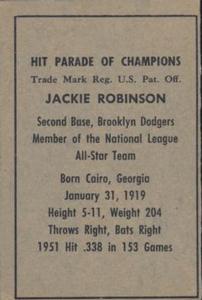 HIT PARADE OF CHAMPIONS
Trade Mark Reg. U.S. Pat. Off.
JACKIE ROBINSON
Second Base, Brooklyn Dodgers
Member of the National League
All-Star Team
Born Cairo, Georgia
January 31, 1919
Height 5-11, Weight 204
Throws Right, Bats Right
1951 Hit .338 in 153 Games